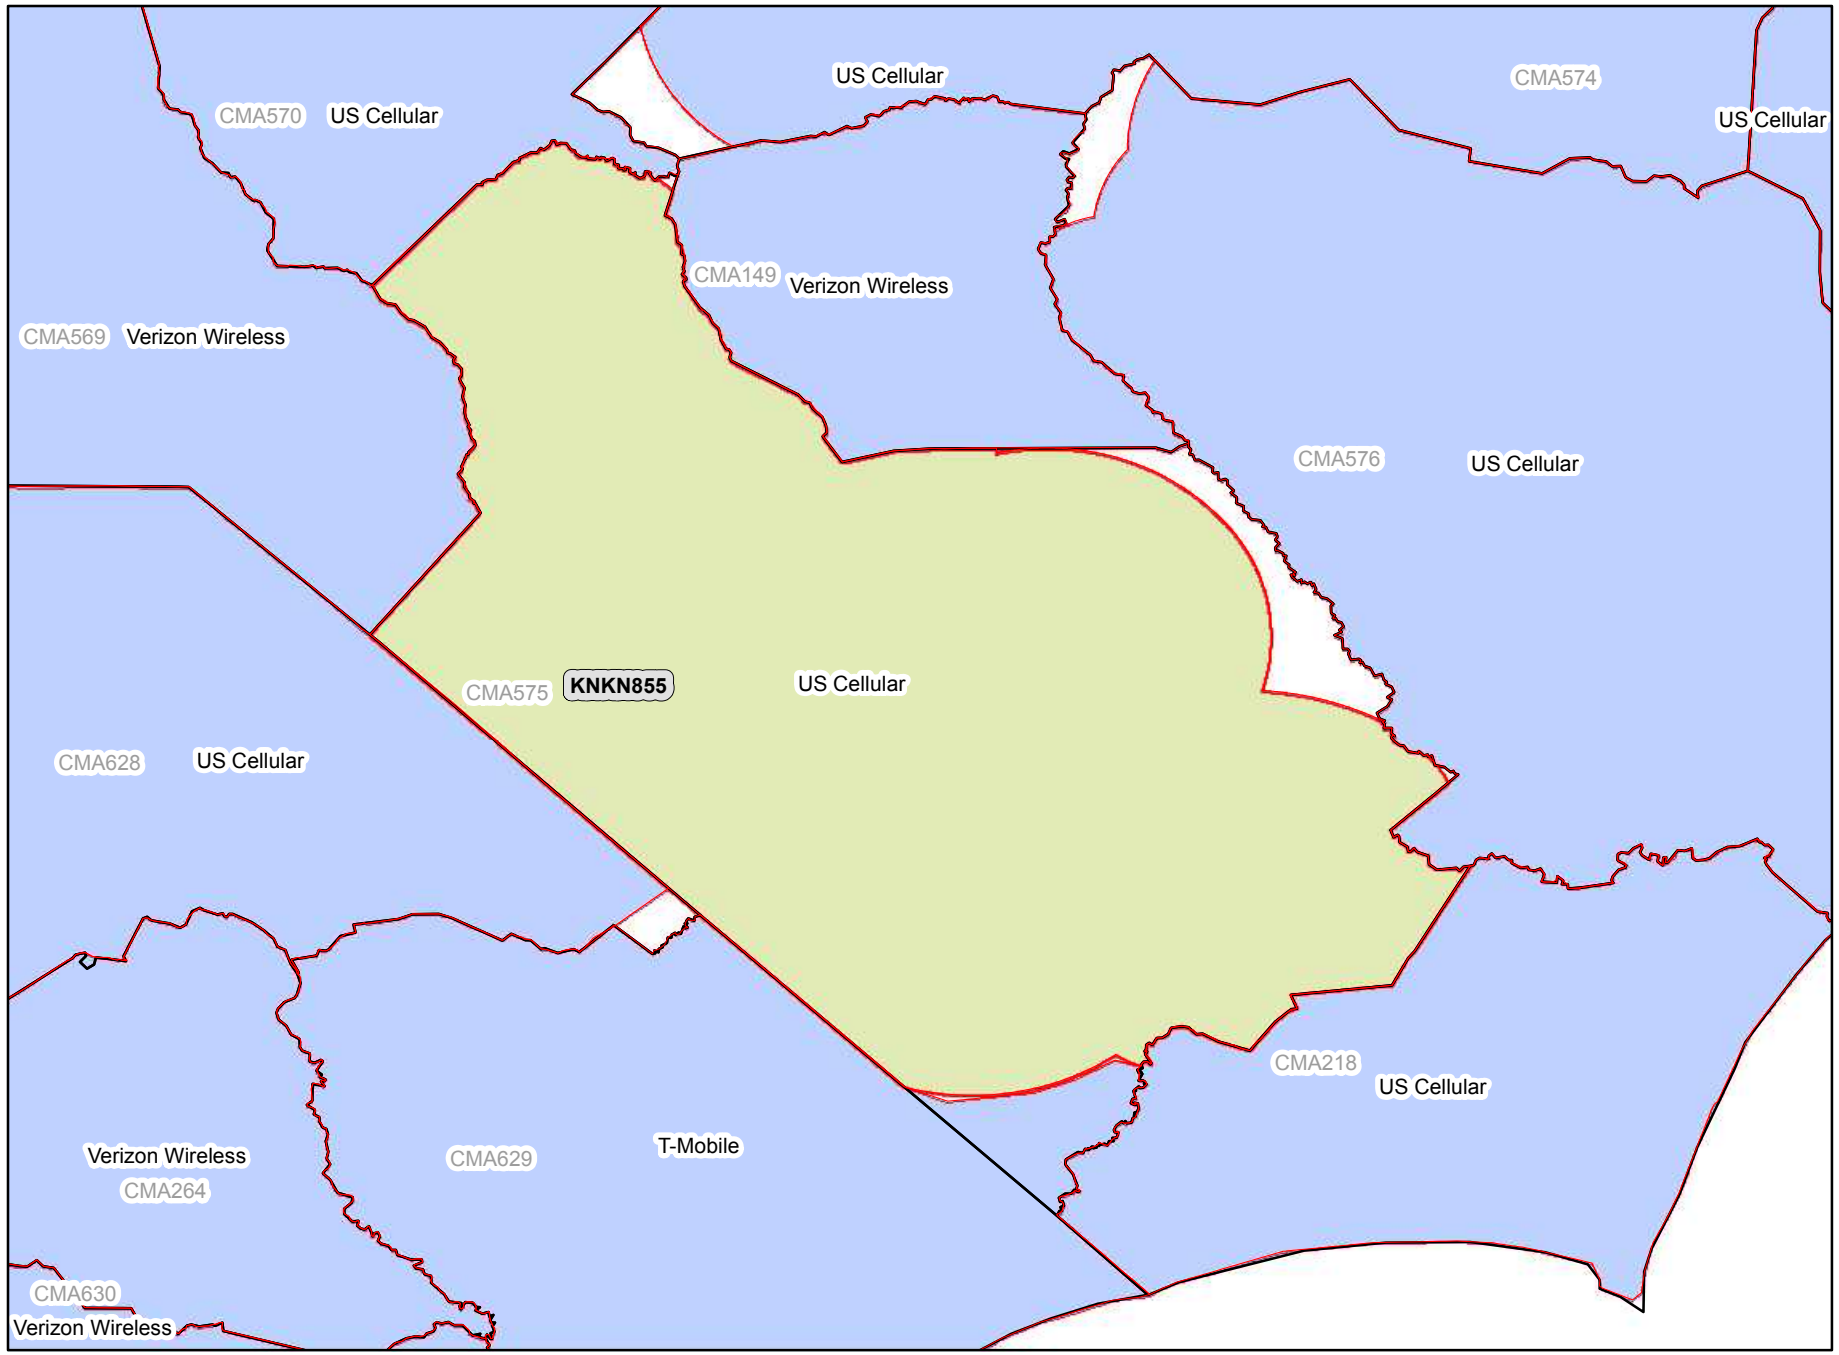 US Cellular
CMA574
CMA570 US Cellular
US Cellular
CMA149 Verizon Wireless
CMA569 Verizon Wireless
CMA576 US Cellular
CMA575 KNKN855 US Cellular
CMA628 US Cellular
CMA218
US Cellular
CMA629 T-Mobile
Verizon Wireless
CMA264
CMA630
Verizon Wireless